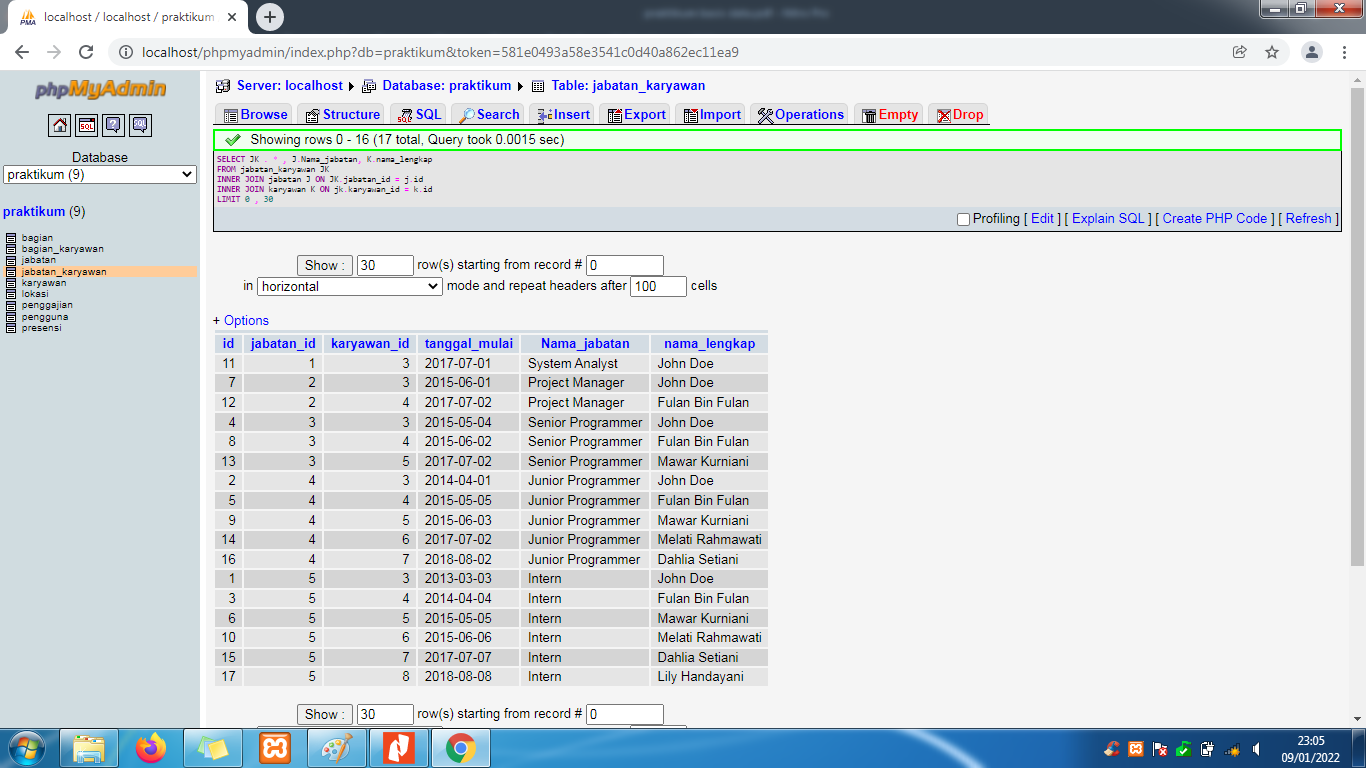 localhost / localhost / praktikum
localhost/phpmyadmin/index.php?db=praktikum&token=581e0493a58e3541c0d40a862ec11ea9
phpMyAdmin
Database
praktikum (9)
praktikum (9)
bagian
bagian_karyawan
jabatan
jabatan_karyawan
karyawan
lokasi
penggajian
pengguna
presensi
Server: localhost Database: praktikum Table: jabatan_karyawan
Browse Structure SQL Search Insert Export Import Operations Empty Drop
Showing rows 0 - 16 (17 total, Query took 0.0015 sec)
SELECT JK . * , J.Nama_jabatan, K.nama_lengkap
FROM jabatan_karyawan JK
INNER JOIN jabatan J ON JK.jabatan_id = j.id
INNER JOIN karyawan K ON jk.karyawan_id = k.id
LIMIT 0 , 30
Profiling [ Edit ] [ Explain SQL ] [ Create PHP Code ] [ Refresh ]
Show : 30 row(s) starting from record # 0
in horizontal mode and repeat headers after 100 cells
+ Options
id jabatan_id karyawan_id tanggal_mulai Nama_jabatan nama_lengkap
11 1 3 2017-07-01 System Analyst John Doe
7 2 3 2015-06-01 Project Manager John Doe
12 2 4 2017-07-02 Project Manager Fulan Bin Fulan
4 3 3 2015-05-04 Senior Programmer John Doe
8 3 4 2015-06-02 Senior Programmer Fulan Bin Fulan
13 3 5 2017-07-02 Senior Programmer Mawar Kurniani
2 4 3 2014-04-01 Junior Programmer John Doe
5 4 4 2015-05-05 Junior Programmer Fulan Bin Fulan
9 4 5 2015-06-03 Junior Programmer Mawar Kurniani
14 4 6 2017-07-02 Junior Programmer Melati Rahmawati
16 4 7 2018-08-02 Junior Programmer Dahlia Setiani
1 5 3 2013-03-03 Intern John Doe
3 5 4 2014-04-04 Intern Fulan Bin Fulan
6 5 5 2015-05-05 Intern Mawar Kurniani
10 5 6 2015-06-06 Intern Melati Rahmawati
15 5 7 2017-07-07 Intern Dahlia Setiani
17 5 8 2018-08-08 Intern Lily Handayani
Show : 30 row(s) starting from record # 0
23:05
09/01/2022